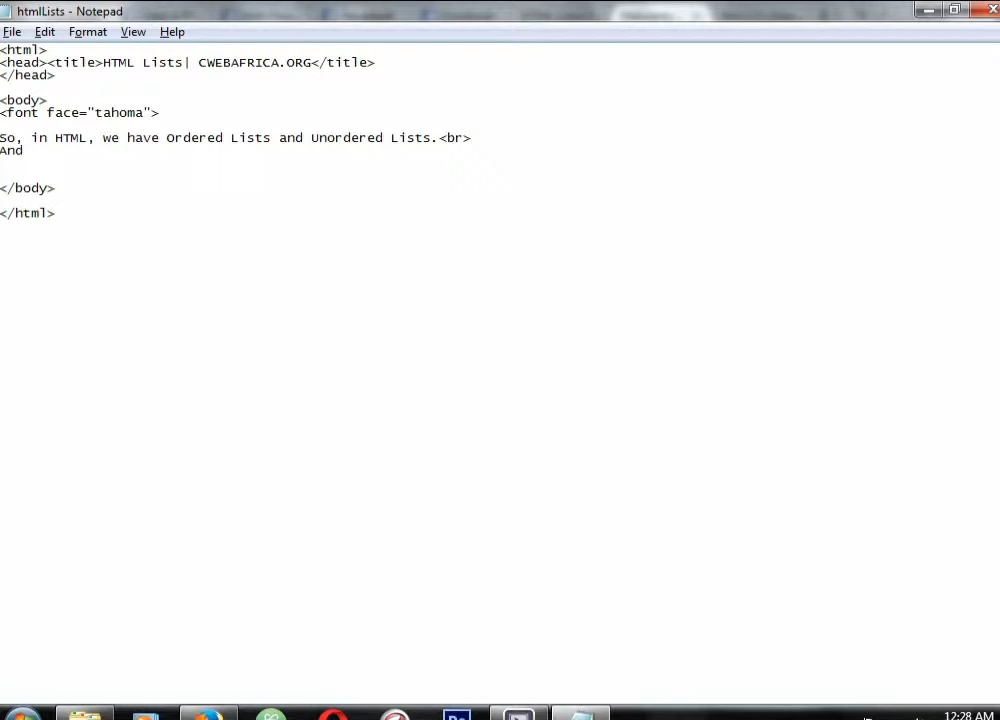 htmlLists - Notepad
File Edit Format View Help
<html>
<head><title>HTML Lists| CWEBAFRICA.ORG</title>
</head>
<body>
<font face="tahoma">
So, in HTML, we have Ordered Lists and Unordered Lists.<br>
And
</body>
</html>
12:28 AM